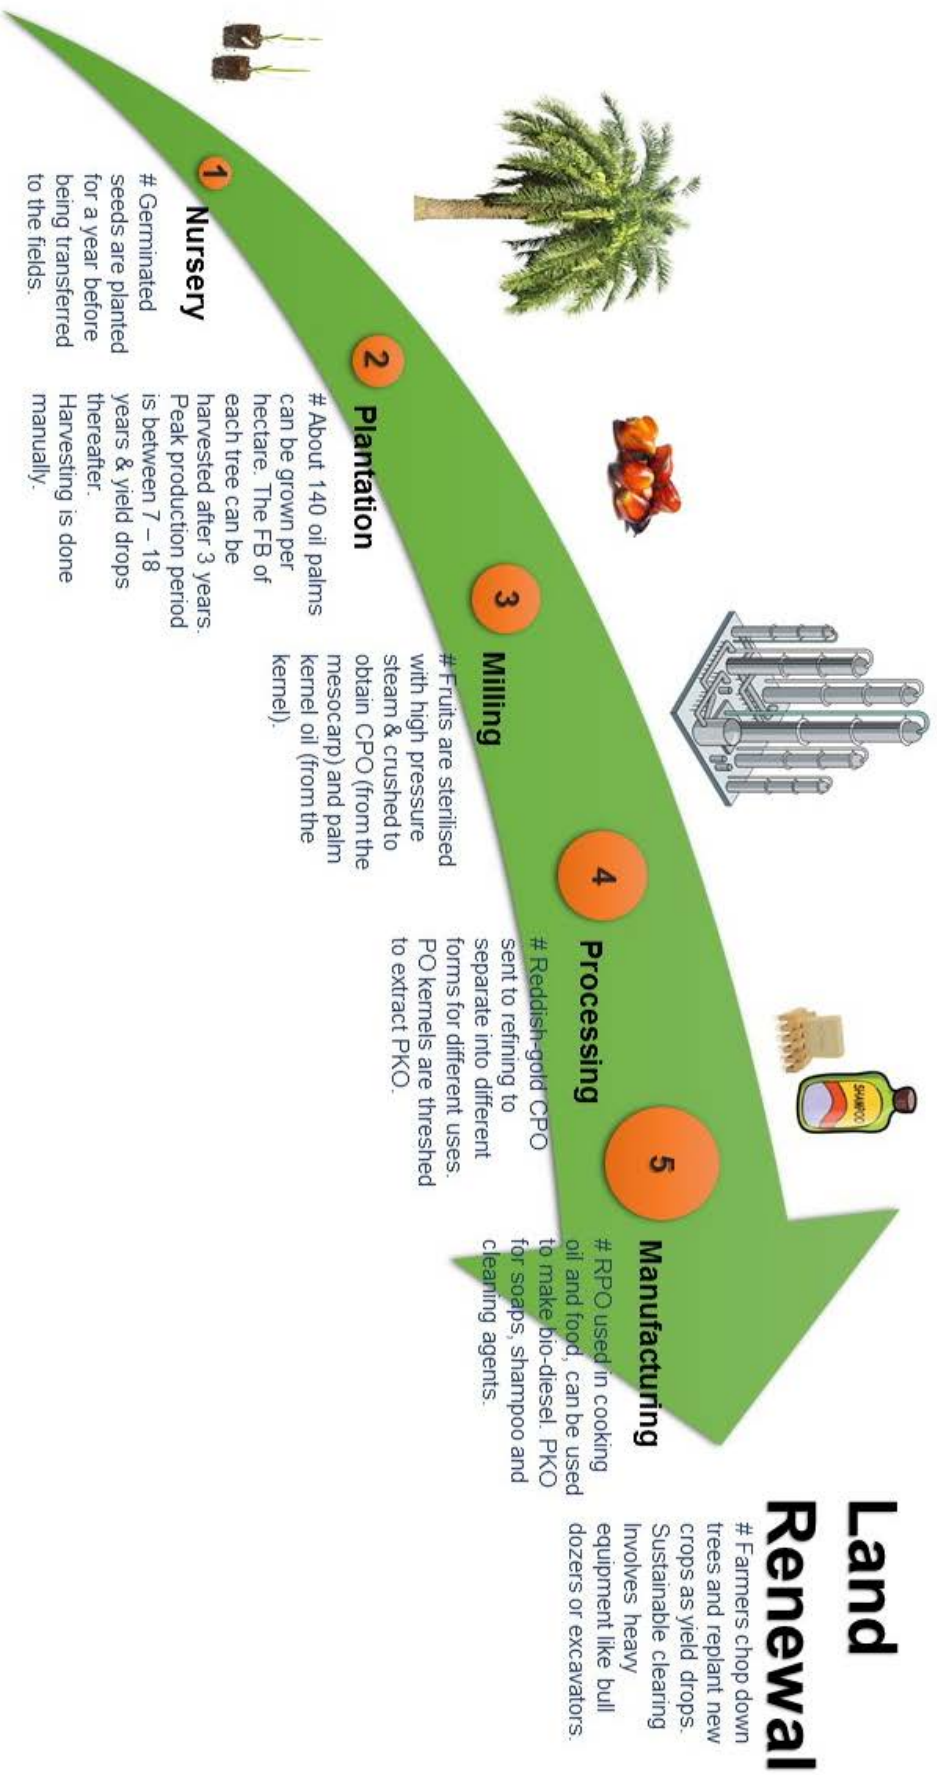 1
Nursery
# Germinated
seeds are planted
for a year before
being transferred
to the fields.
2
Plantation
# About 140 oil palms
can be grown per
hectare. The FB of
each tree can be
harvested after 3 years.
Peak production period
is between 7 – 18
years & yield drops
thereafter.
Harvesting is done
manually.
3
Milling
# Fruits are sterilised
with high pressure
steam & crushed to
obtain CPO (from the
mesocarp) and palm
kernel oil (from the
kernel).
4
Processing
# Reddish-gold CPO
sent to refining to
separate into different
forms for different uses.
PO kernels are threshed
to extract PKO.
SHAMPOO
5
Manufacturing
# RPO used in cooking
oil and food, can be used
to make bio-diesel. PKO
for soaps, shampoo and
cleaning agents.
Land
Renewal
# Farmers chop down
trees and replant new
crops as yield drops.
Sustainable clearing
Involves heavy
equipment like bull
dozers or excavators.